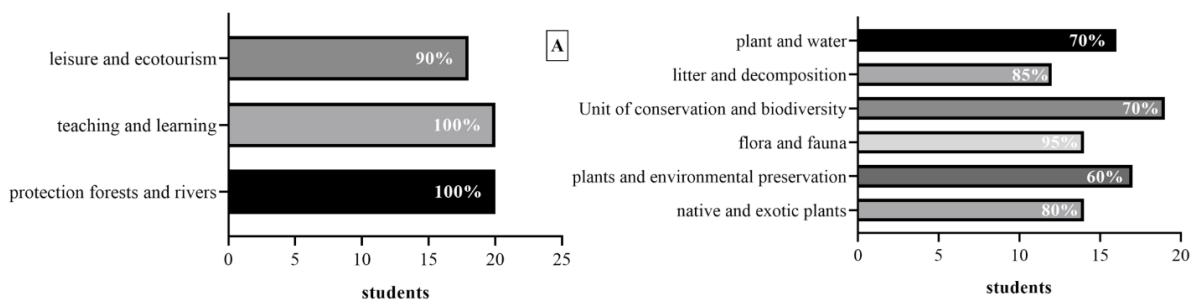 leisure and ecotourism
90%
teaching and learning
100%
protection forests and rivers
100%
0 5 10 15 20 25
students
A
plant and water
70%
litter and decomposition
85%
Unit of conservation and biodiversity
70%
flora and fauna
95%
plants and environmental preservation
60%
native and exotic plants
80%
0 5 10 15 20
students